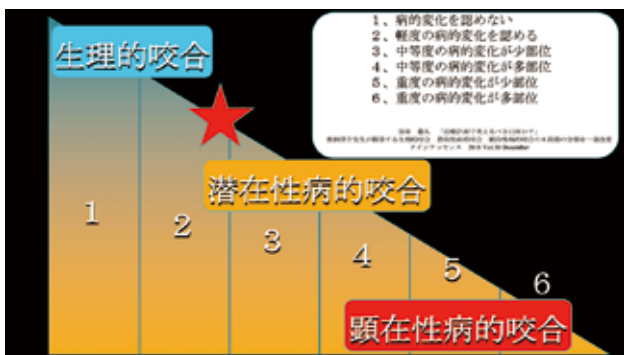 生理的咬合
1、病的変化を認めない
2、軽度の病的変化を認める
3、中等度の病的変化が少部位
4、中等度の病的変化が多部位
5、重度の病的変化が少部位
6、重度の病的変化が多部位
潜在性病的咬合
1
2
3
4
5
6
顕在性病的咬合